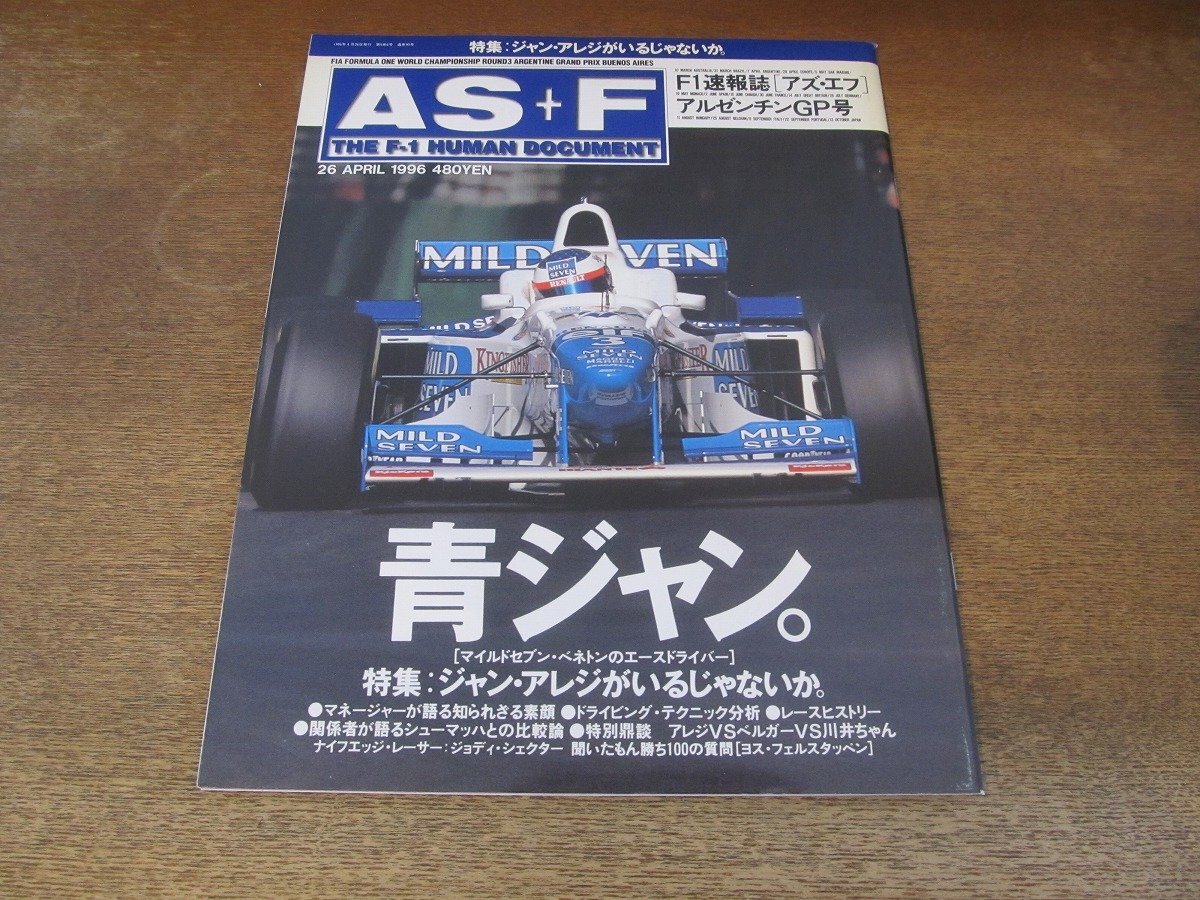 特集：ジャン・アレジがいるじゃないか。
FIA FORMULA ONE WORLD CHAMPIONSHIP ROUND3 ARGENTINE GRAND PRIX BUENOS AIRES
AS+F
THE F-1 HUMAN DOCUMENT
26 APRIL 1996 480YEN
F1速報誌［アズ・エフ］
アルゼンチンGP号
MILD SEVEN
MILD
SEVEN
RENAULT
3
MILD
SEVEN
MARELLI
MILD
SEVEN
MILD
SEVEN
MILD
SEVEN
MILD
SEVEN
青ジャン。
［マイルドセブン・ベネトンのエースドライバー］
特集：ジャン・アレジがいるじゃないか。
●マネージャーが語る知られざる素顔 ●ドライビング・テクニック分析 ●レースヒストリー
●関係者が語るシューマッハとの比較論 ●特別鼎談 アレジVSベルガーVS川井ちゃん
ナイフエッジ・レーサー：ジョディ・シェクター 聞いたもん勝ち100の質問［ヨス・フェルスタッペン］